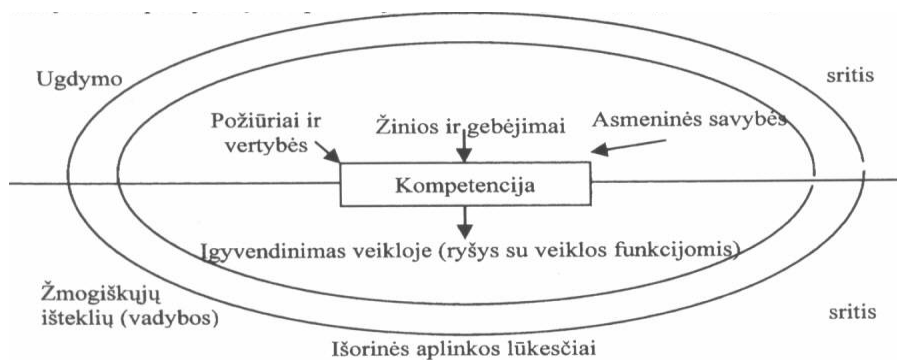 Ugdymo sritis
Požiūriai ir vertybės
Žinios ir gebėjimai
Asmeninės savybės
Kompetencija
Įgyvendinimas veikloje (ryšys su veiklos funkcijomis)
Žmogiškųjų išteklių (vadybos) sritis
Išorinės aplinkos lūkesčiai